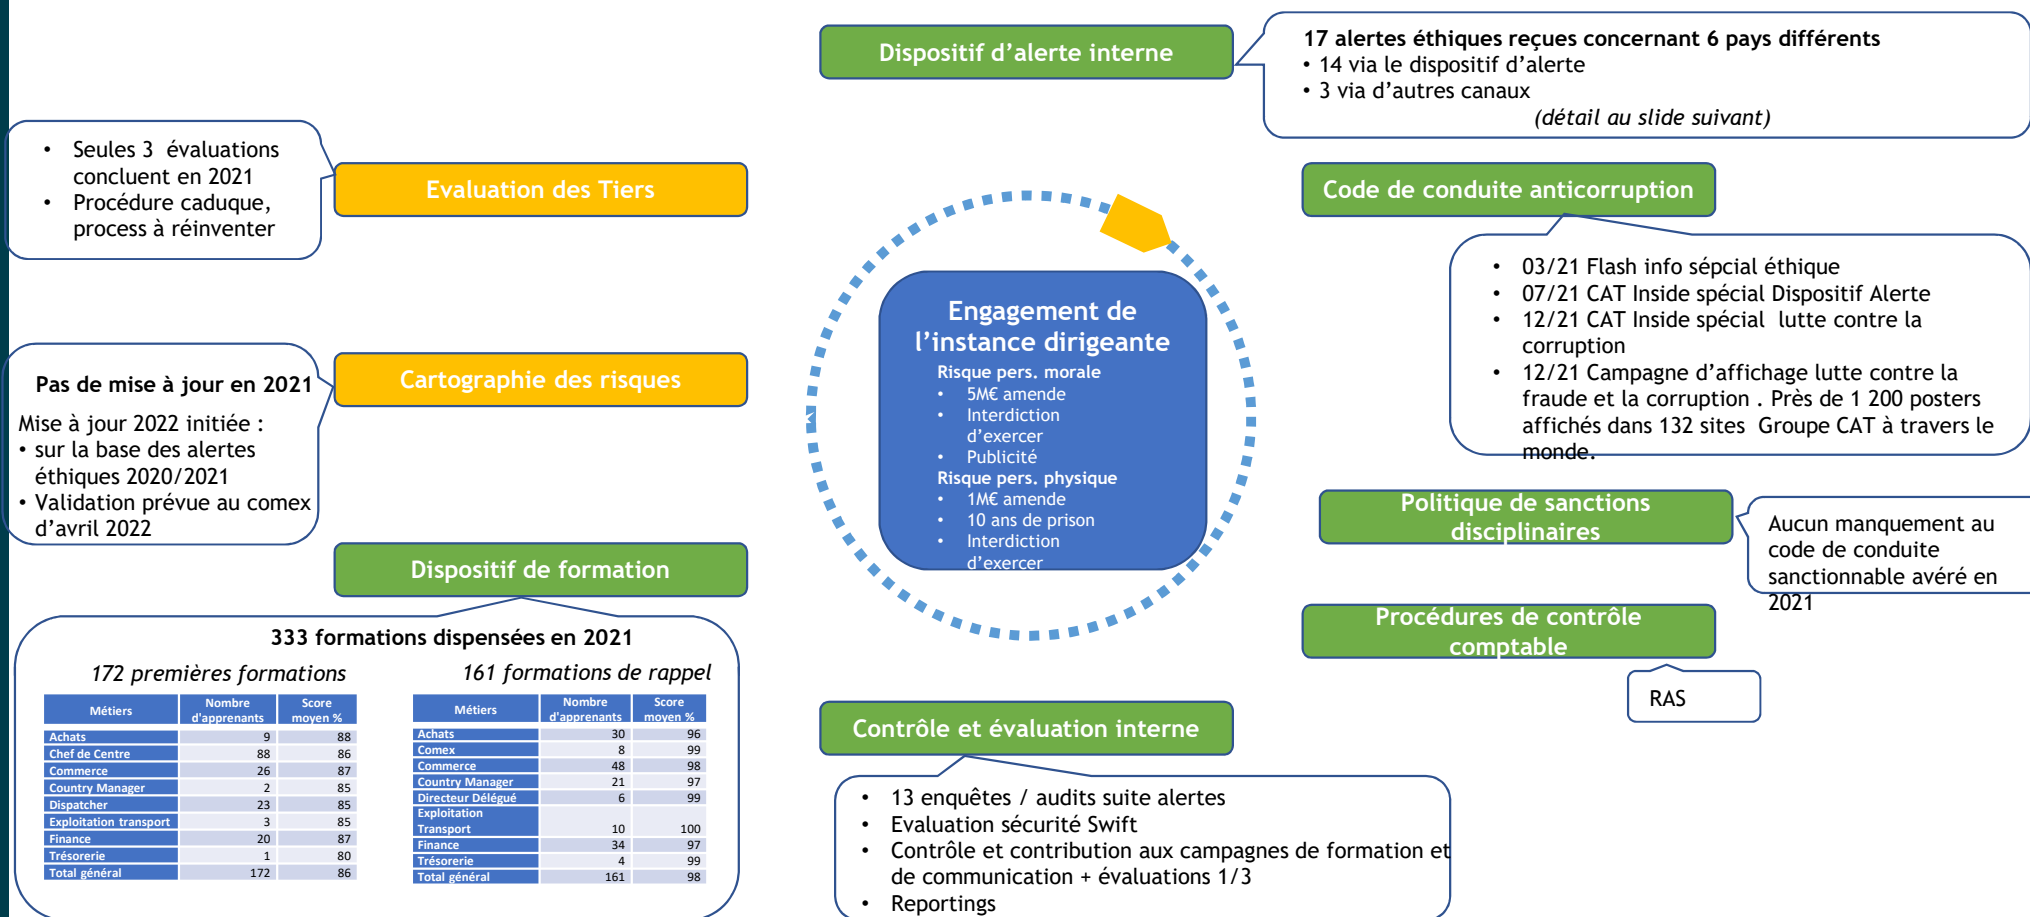 Dispositif d'alerte interne
17 alertes éthiques reçues concernant 6 pays différents
• 14 via le dispositif d'alerte
• 3 via d'autres canaux
(détail au slide suivant)
• Seules 3 évaluations
concluent en 2021
• Procédure caduque,
process à réinventer
Evaluation des Tiers
Code de conduite anticorruption
• 03/21 Flash info sépcial éthique
• 07/21 CAT Inside spécial Dispositif Alerte
• 12/21 CAT Inside spécial lutte contre la
corruption
• 12/21 Campagne d'affichage lutte contre la
fraude et la corruption . Près de 1 200 posters
affichés dans 132 sites Groupe CAT à travers le
monde.
Engagement de
l'instance dirigeante
Risque pers. morale
• 5M€ amende
• Interdiction
d'exercer
• Publicité
Risque pers. physique
• 1M€ amende
• 10 ans de prison
• Interdiction
d'exercer
Pas de mise à jour en 2021
Mise à jour 2022 initiée :
• sur la base des alertes
éthiques 2020/2021
• Validation prévue au comex
d'avril 2022
Cartographie des risques
Politique de sanctions
disciplinaires
Aucun manquement au
code de conduite
sanctionnable avéré en
2021
Dispositif de formation
333 formations dispensées en 2021
172 premières formations
Métiers Nombre d'apprenants Score moyen %
Achats 9 88
Chef de Centre 88 86
Commerce 26 87
Country Manager 2 85
Dispatcher 23 85
Exploitation transport 3 85
Finance 20 87
Trésorerie 1 80
Total général 172 86
161 formations de rappel
Métiers Nombre d'apprenants Score moyen %
Achats 30 96
Comex 8 99
Commerce 48 98
Country Manager 21 97
Directeur Délégué 6 99
Exploitation
Transport 10 100
Finance 34 97
Trésorerie 4 99
Total général 161 98
Procédures de contrôle
comptable
RAS
Contrôle et évaluation interne
• 13 enquêtes / audits suite alertes
• Evaluation sécurité Swift
• Contrôle et contribution aux campagnes de formation et
de communication + évaluations 1/3
• Reportings